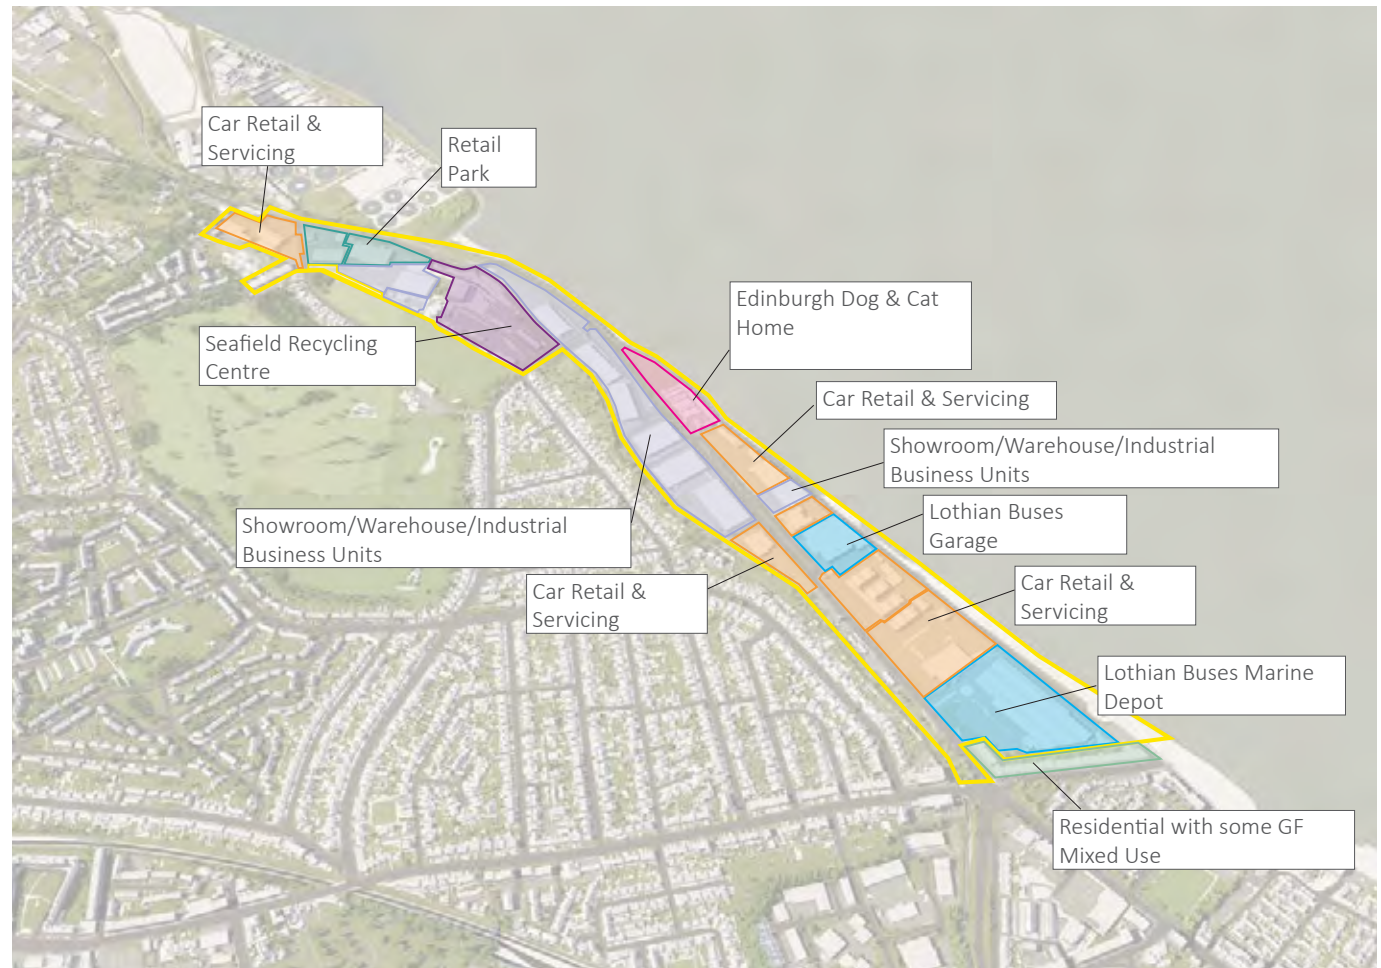 Car Retail &
Servicing
Retail
Park
Edinburgh Dog & Cat
Home
Seafield Recycling
Centre
Car Retail & Servicing
Showroom/Warehouse/Industrial
Business Units
Lothian Buses
Garage
Showroom/Warehouse/Industrial
Business Units
Car Retail &
Servicing
Car Retail &
Servicing
Lothian Buses Marine
Depot
Residential with some GF
Mixed Use